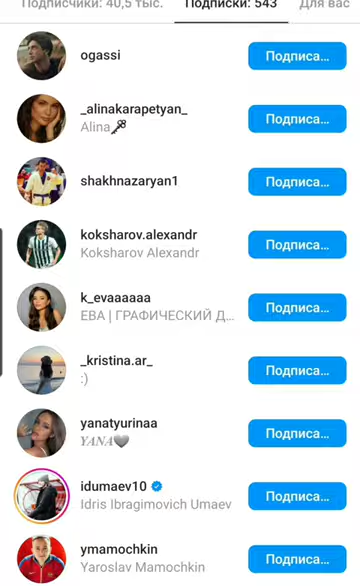 Подписчики: 40,5 тыс. Подписки: 543 Для вас
ogassi Подписа...
_alinakarapetyan_
Alina🗝 Подписа...
shakhnazaryan1 Подписа...
koksharov.alexandr
Koksharov Alexandr Подписа...
k_evaaaaaa
ЕВА | ГРАФИЧЕСКИЙ Д... Подписа...
_kristina.ar_
:) Подписа...
yanatyurinaa
𝒀𝑨𝑵𝑨🩶 Подписа...
idumaev10
Idris Ibragimovich Umaev Подписа...
ymamochkin
Yaroslav Mamochkin Подписа...